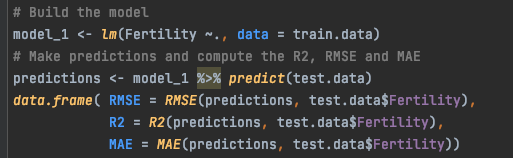 # Build the model
model_1 <- lm(Fertility ~., data = train.data)
# Make predictions and compute the R2, RMSE and MAE
predictions <- model_1 %>% predict(test.data)
data.frame( RMSE = RMSE(predictions, test.data$Fertility),
R2 = R2(predictions, test.data$Fertility),
MAE = MAE(predictions, test.data$Fertility))